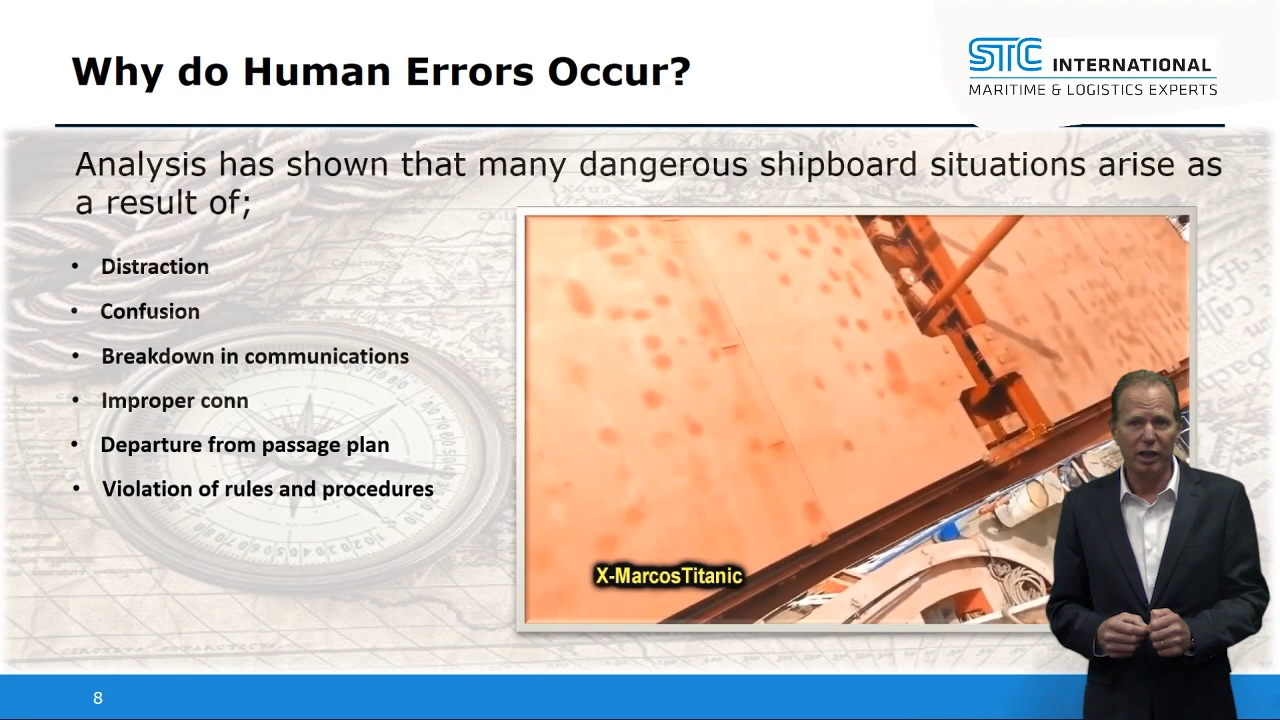 Why do Human Errors Occur?
STC INTERNATIONAL
MARITIME & LOGISTICS EXPERTS
Analysis has shown that many dangerous shipboard situations arise as
a result of;
• Distraction
• Confusion
• Breakdown in communications
• Improper conn
• Departure from passage plan
• Violation of rules and procedures
X-MarcosTitanic
8